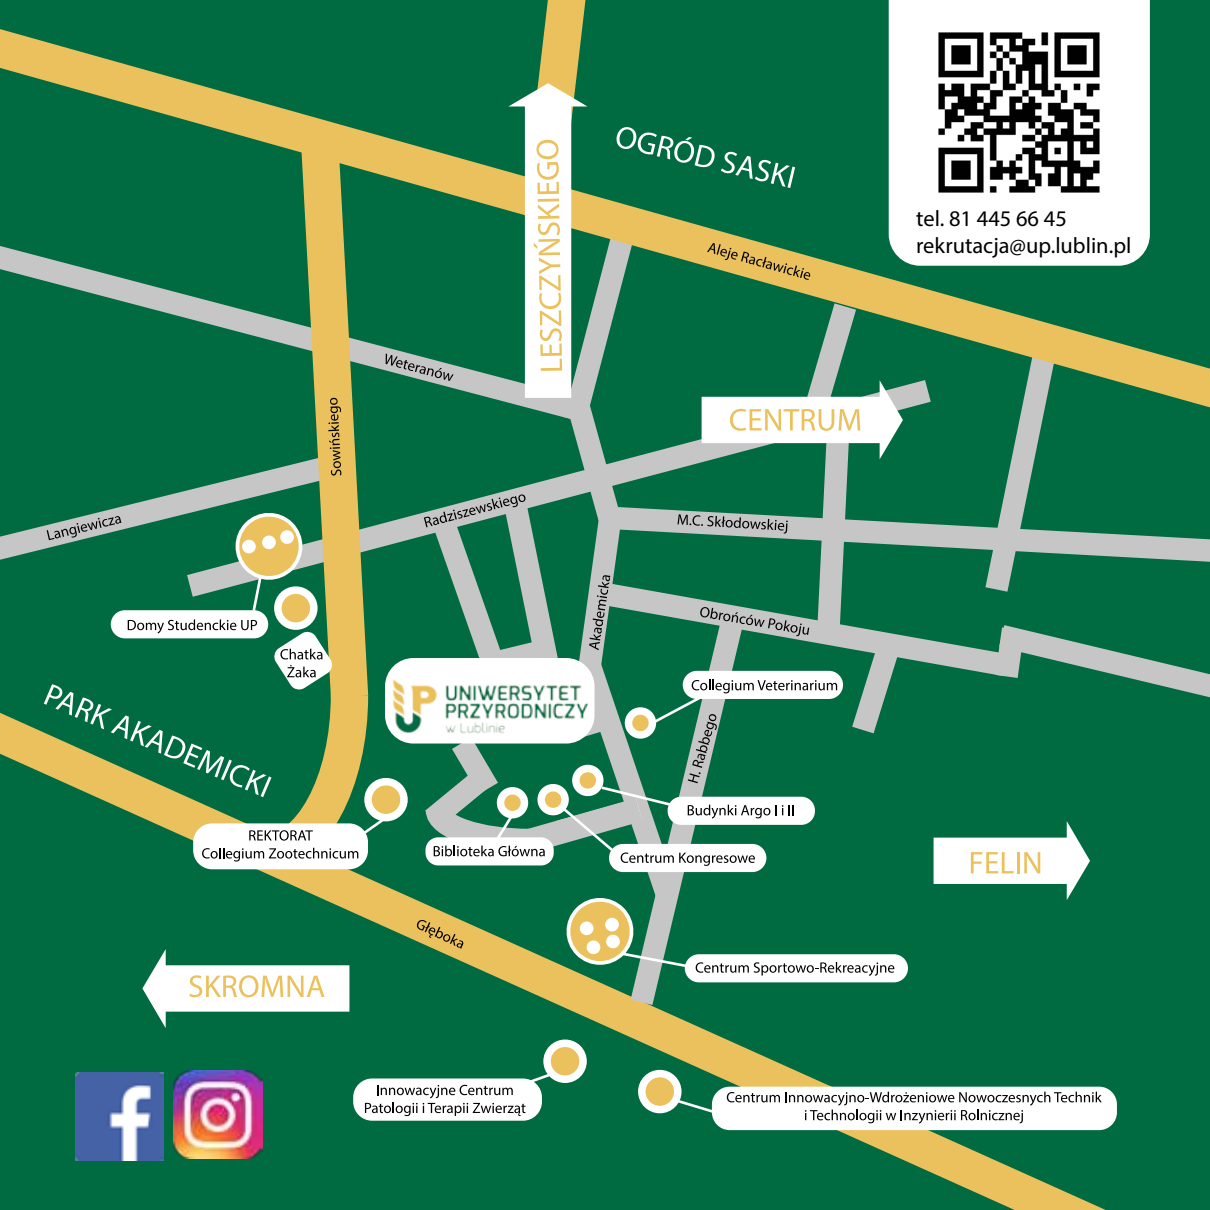 LESZCZYŃSKIEGO
OGRÓD SASKI
tel. 81 445 66 45
rekrutacja@up.lublin.pl
Aleje Racławickie
Weteranów
CENTRUM
Sowińskiego
Langiewicza
Radziszewskiego
M.C. Skłodowskiej
Akademicka
Obrońców Pokoju
Domy Studenckie UP
Chatka
Żaka
PARK AKADEMICKI
UP
UNIWERSYTET
PRZYRODNICZY
w Lublinie
Collegium Veterinarium
H. Rabbego
Budynki Argo I i II
REKTORAT
Collegium Zootechnicum
Biblioteka Główna
Centrum Kongresowe
FELIN
Głęboka
Centrum Sportowo-Rekreacyjne
SKROMNA
Innowacyjne Centrum
Patologii i Terapii Zwierząt
Centrum Innowacyjno-Wdrożeniowe Nowoczesnych Technik
i Technologii w Inzynierii Rolnicznej